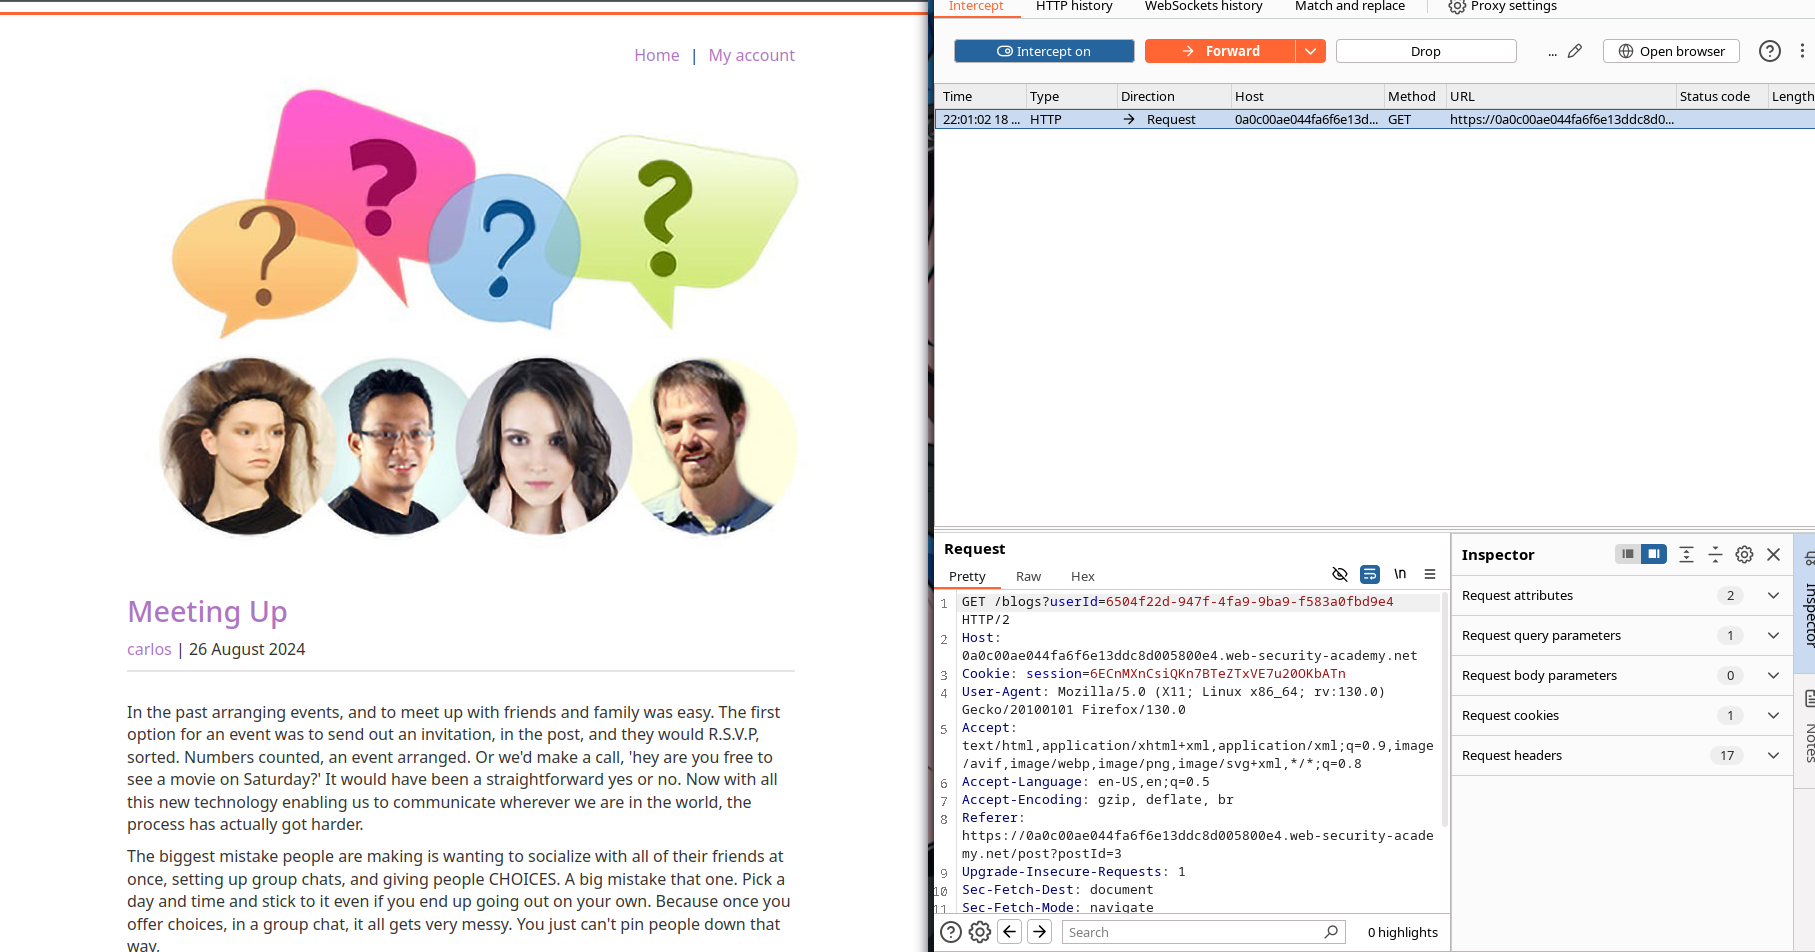 Home | My account
Meeting Up
carlos | 26 August 2024
In the past arranging events, and to meet up with friends and family was easy. The first
option for an event was to send out an invitation, in the post, and they would R.S.V.P,
sorted. Numbers counted, an event arranged. Or we'd make a call, 'hey are you free to
see a movie on Saturday?' It would have been a straightforward yes or no. Now with all
this new technology enabling us to communicate wherever we are in the world, the
process has actually got harder.
The biggest mistake people are making is wanting to socialize with all of their friends at
once, setting up group chats, and giving people CHOICES. A big mistake that one. Pick a
day and time and stick to it even if you end up going out on your own. Because once you
offer choices, in a group chat, it all gets very messy. You just can't pin people down that
way.
Intercept HTTP history WebSockets history Match and replace Proxy settings
Intercept on Forward Drop ... Open browser
Time Type Direction Host Method URL Status code Length
22:01:02 18 ... HTTP → Request 0a0c00ae044fa6f6e13d... GET https://0a0c00ae044fa6f6e13ddc8d0...
Request
Pretty Raw Hex \n
1 GET /blogs?userId=6504f22d-947f-4fa9-9ba9-f583a0fbd9e4
HTTP/2
2 Host:
0a0c00ae044fa6f6e13ddc8d005800e4.web-security-academy.net
3 Cookie: session=6ECnMXnCsiQKn7BTeZTxVE7u20OKbATn
4 User-Agent: Mozilla/5.0 (X11; Linux x86_64; rv:130.0)
Gecko/20100101 Firefox/130.0
5 Accept:
text/html,application/xhtml+xml,application/xml;q=0.9,image
/avif,image/webp,image/png,image/svg+xml,*/*;q=0.8
6 Accept-Language: en-US,en;q=0.5
7 Accept-Encoding: gzip, deflate, br
8 Referer:
https://0a0c00ae044fa6f6e13ddc8d005800e4.web-security-acade
my.net/post?postId=3
9 Upgrade-Insecure-Requests: 1
10 Sec-Fetch-Dest: document
11 Sec-Fetch-Mode: navigate
Search 0 highlights
Inspector
Request attributes 2
Request query parameters 1
Request body parameters 0
Request cookies 1
Request headers 17
Inspector
Notes